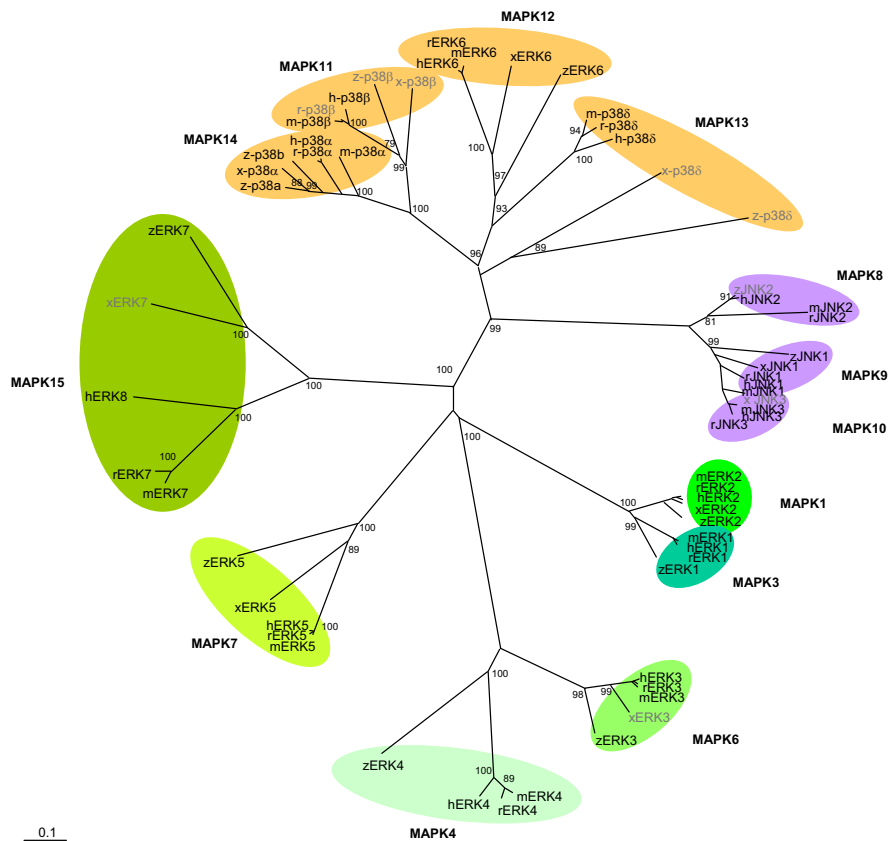 MAPK12
rERK6
mERK6
hERK6
xERK6
zERK6
MAPK11
z-p38β
x-p38β
h-p38β
r-p38β
m-p38β
100
79
99
MAPK14
h-p38α
r-p38α
m-p38α
z-p38b
x-p38α
z-p38a
88
99
100
100
100
97
93
96
MAPK13
m-p38δ
r-p38δ
h-p38δ
94
100
x-p38δ
z-p38δ
89
MAPK8
zJNK2
hJNK2
91
mJNK2
rJNK2
81
99
99
zJNK1
xJNK1
rJNK1
hJNK1
mJNK1
MAPK9
x JNK3
mJNK3
hJNK3
rJNK3
MAPK10
zERK7
xERK7
100
MAPK15
hERK8
100
100
100
100
rERK7
mERK7
100
mERK2
rERK2
hERK2
xERK2
zERK2
100
MAPK1
99
mERK1
hERK1
rERK1
zERK1
MAPK3
100
89
zERK5
xERK5
hERK5
rERK5
mERK5
100
MAPK7
100
98
99
hERK3
rERK3
mERK3
xERK3
zERK3
MAPK6
zERK4
100
89
mERK4
hERK4
rERK4
MAPK4
0.1